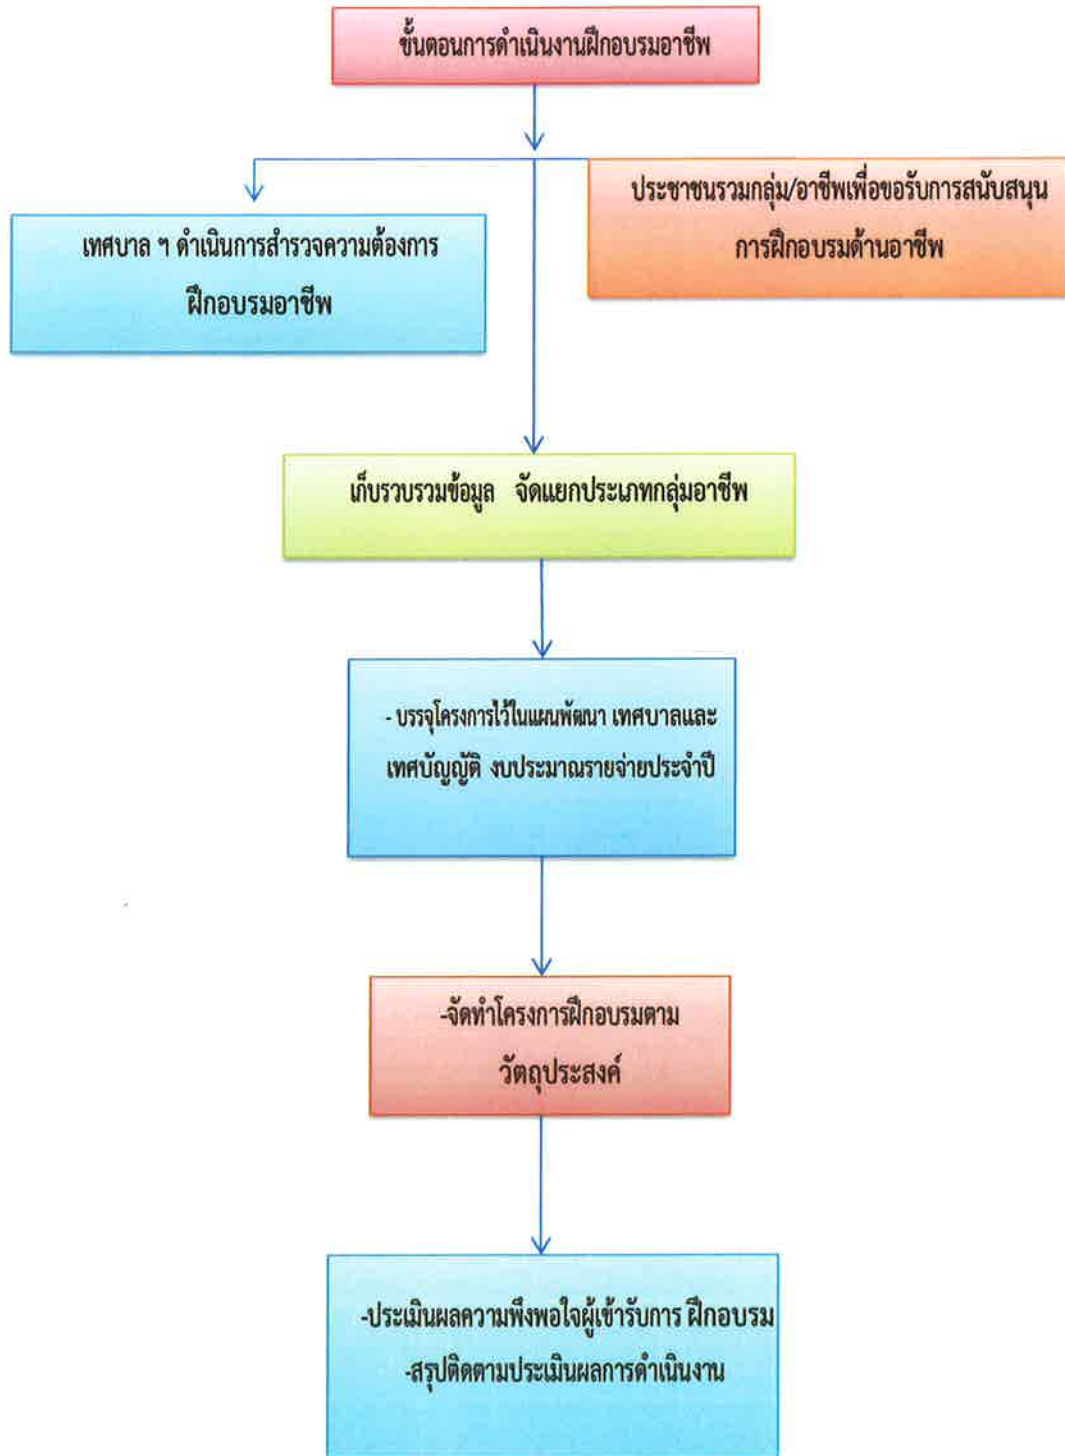 ขั้นตอนการดำเนินงานฝึกอบรมอาชีพ
เทศบาล ฯ ดำเนินการสำรวจความต้องการ
ฝึกอบรมอาชีพ
ประชาชนรวมกลุ่ม/อาชีพเพื่อขอรับการสนับสนุน
การฝึกอบรมด้านอาชีพ
เก็บรวบรวมข้อมูล จัดแยกประเภทกลุ่มอาชีพ
- บรรจุโครงการไว้ในแผนพัฒนา เทศบาลและ
เทศบัญญัติ งบประมาณรายจ่ายประจำปี
-จัดทำโครงการฝึกอบรมตาม
วัตถุประสงค์
-ประเมินผลความพึงพอใจผู้เข้ารับการ ฝึกอบรม
-สรุปติดตามประเมินผลการดำเนินงาน